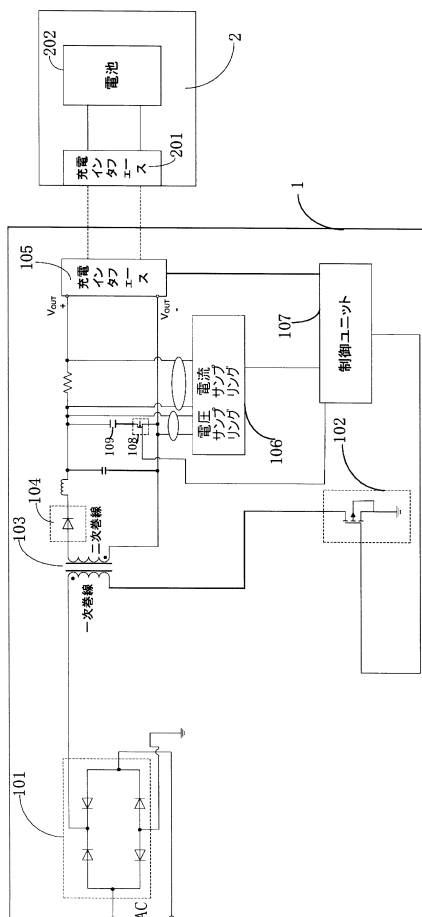 202
電池
2
充電
インタフ
ェース
201
1
105
充電
インタフ
ェース
VOUT
+
VOUT
-
107
制御ユニット
電圧
サンプ
リング
電流
サンプ
リング
106
109
108
102
104
103
一次巻線
二次巻線
101
AC